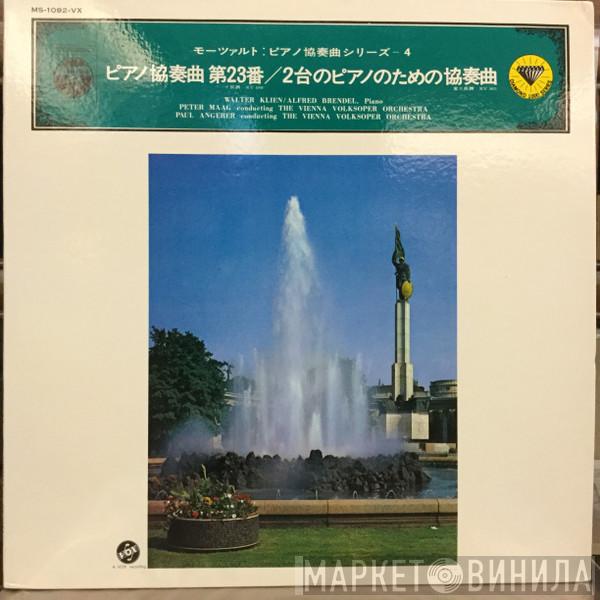 MS-1092-VX
モーツァルト：ピアノ協奏曲シリーズ－4
ピアノ協奏曲 第23番／2台のピアノのための協奏曲
WALTER KLIEN/ALFRED BRENDEL, Piano
PETER MAAG conducting THE VIENNA VOLKSOPER ORCHESTRA
PAUL ANGERER conducting THE VIENNA VOLKSOPER ORCHESTRA
VOX
МАРКЕТ ВИНИЛА